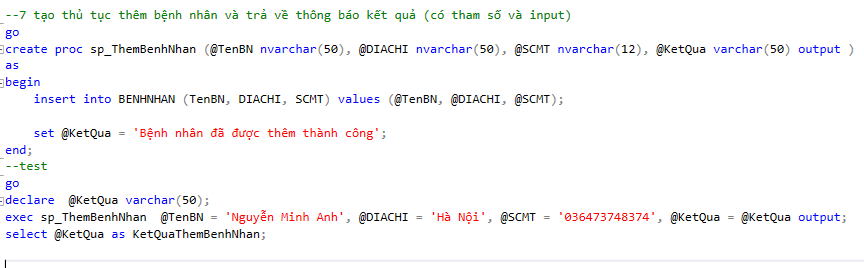 --7 tạo thủ tục thêm bệnh nhân và trả về thông báo kết quả (có tham số và input)
go
create proc sp_ThemBenhNhan (@TenBN nvarchar(50), @DIACHI nvarchar(50), @SCMT nvarchar(12), @KetQua varchar(50) output )
as
begin
    insert into BENHNHAN (TenBN, DIACHI, SCMT) values (@TenBN, @DIACHI, @SCMT);
    set @KetQua = 'Bệnh nhân đã được thêm thành công';
end;
--test
go
declare  @KetQua varchar(50);
exec sp_ThemBenhNhan  @TenBN = 'Nguyễn Minh Anh', @DIACHI = 'Hà Nội', @SCMT = '036473748374', @KetQua = @KetQua output;
select @KetQua as KetQuaThemBenhNhan;